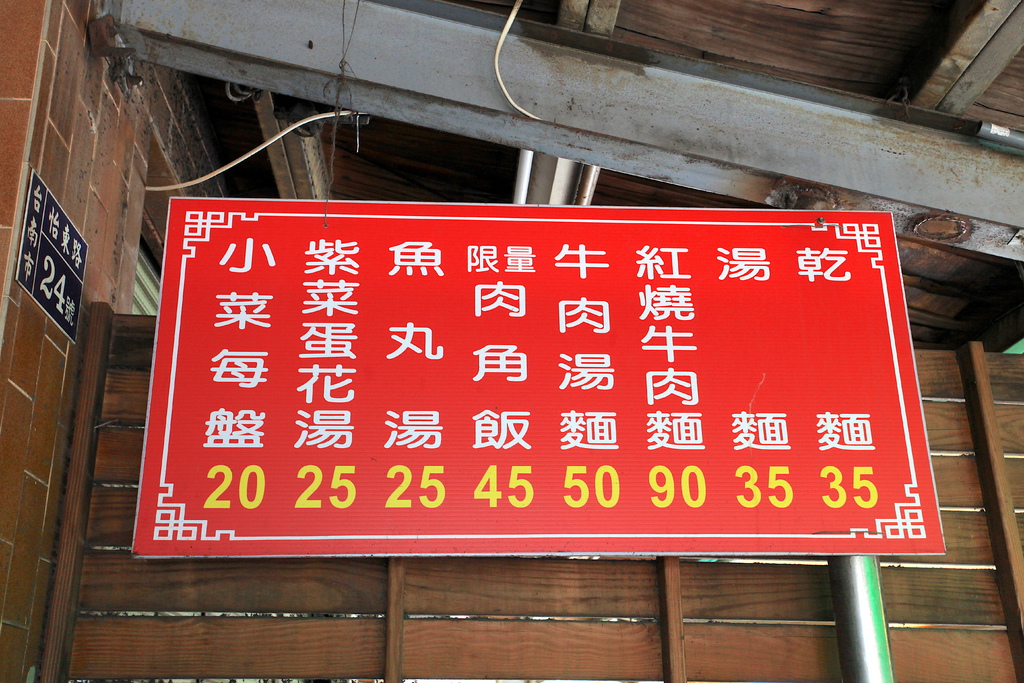 乾麵 35
湯麵 35
紅燒牛肉麵 90
牛肉湯麵 50
限量肉角飯 45
魚丸湯 25
紫菜蛋花湯 25
小菜每盤 20
台南市
怡東路
24號